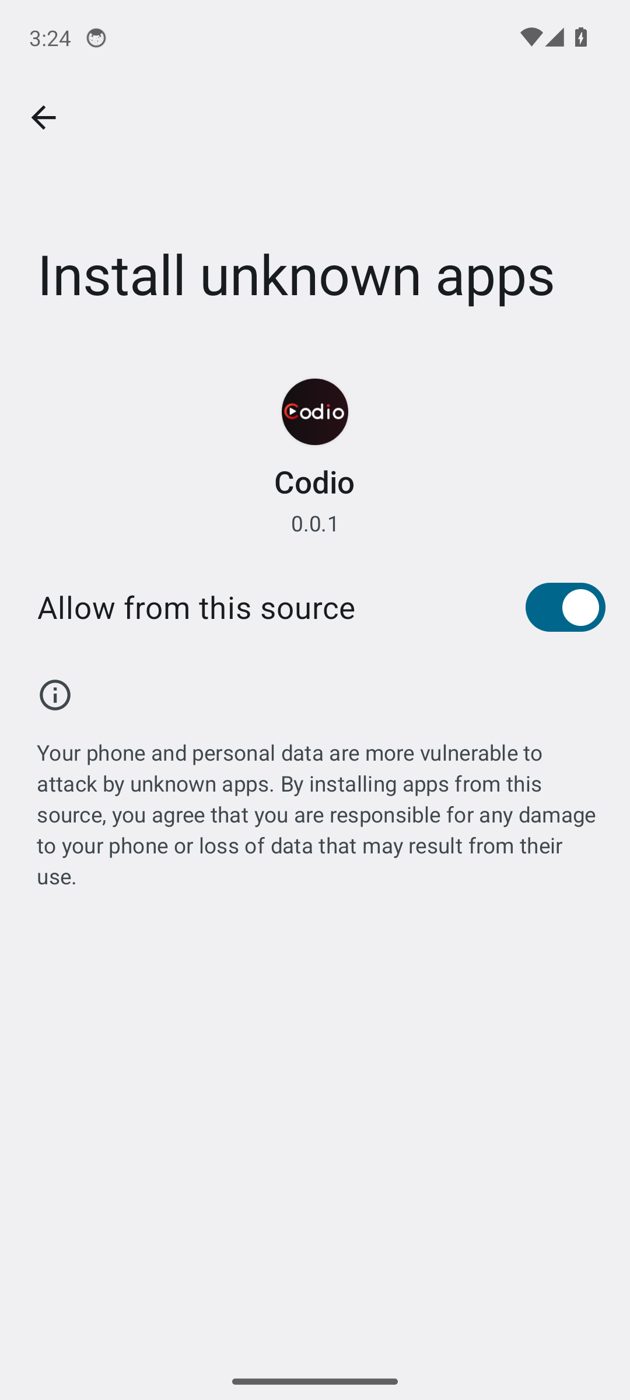 3:24
Install unknown apps
Codio
Codio
0.0.1
Allow from this source
Your phone and personal data are more vulnerable to
attack by unknown apps. By installing apps from this
source, you agree that you are responsible for any damage
to your phone or loss of data that may result from their
use.